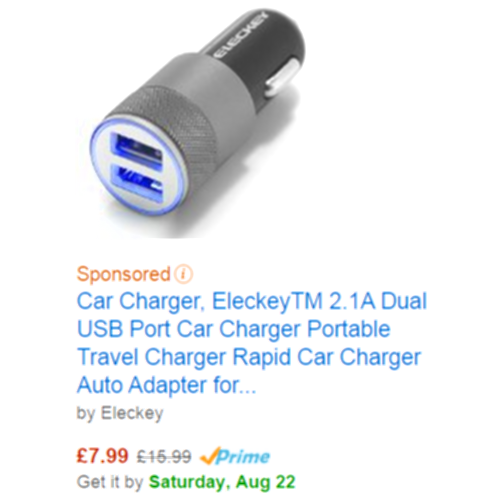 ELECKEY
Sponsored i
Car Charger, EleckeyTM 2.1A Dual
USB Port Car Charger Portable
Travel Charger Rapid Car Charger
Auto Adapter for...
by Eleckey
£7.99 £15.99 Prime
Get it by Saturday, Aug 22